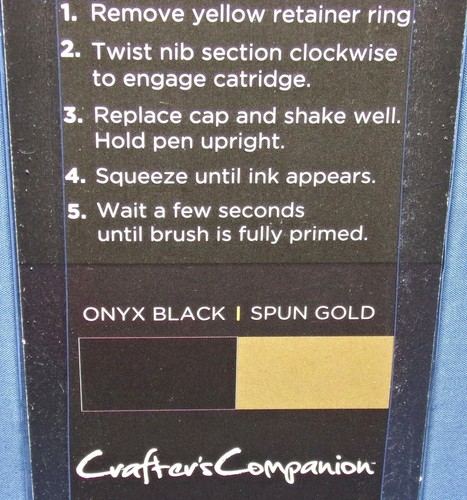 1. Remove yellow retainer ring.
2. Twist nib section clockwise
to engage catridge.
3. Replace cap and shake well.
Hold pen upright.
4. Squeeze until ink appears.
5. Wait a few seconds
until brush is fully primed.
ONYX BLACK | SPUN GOLD
Crafter's Companion